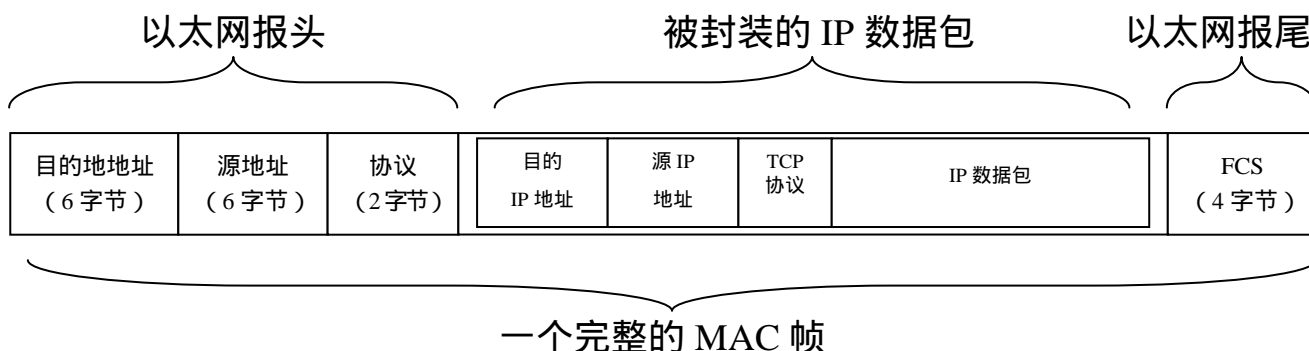 以太网报头 被封装的 IP 数据包 以太网报尾
目的地地址
(6 字节)
源地址
(6 字节)
协议
(2字节)
目的
IP 地址
源 IP
地址
TCP
协议
IP 数据包
FCS
(4 字节)
一个完整的 MAC 帧